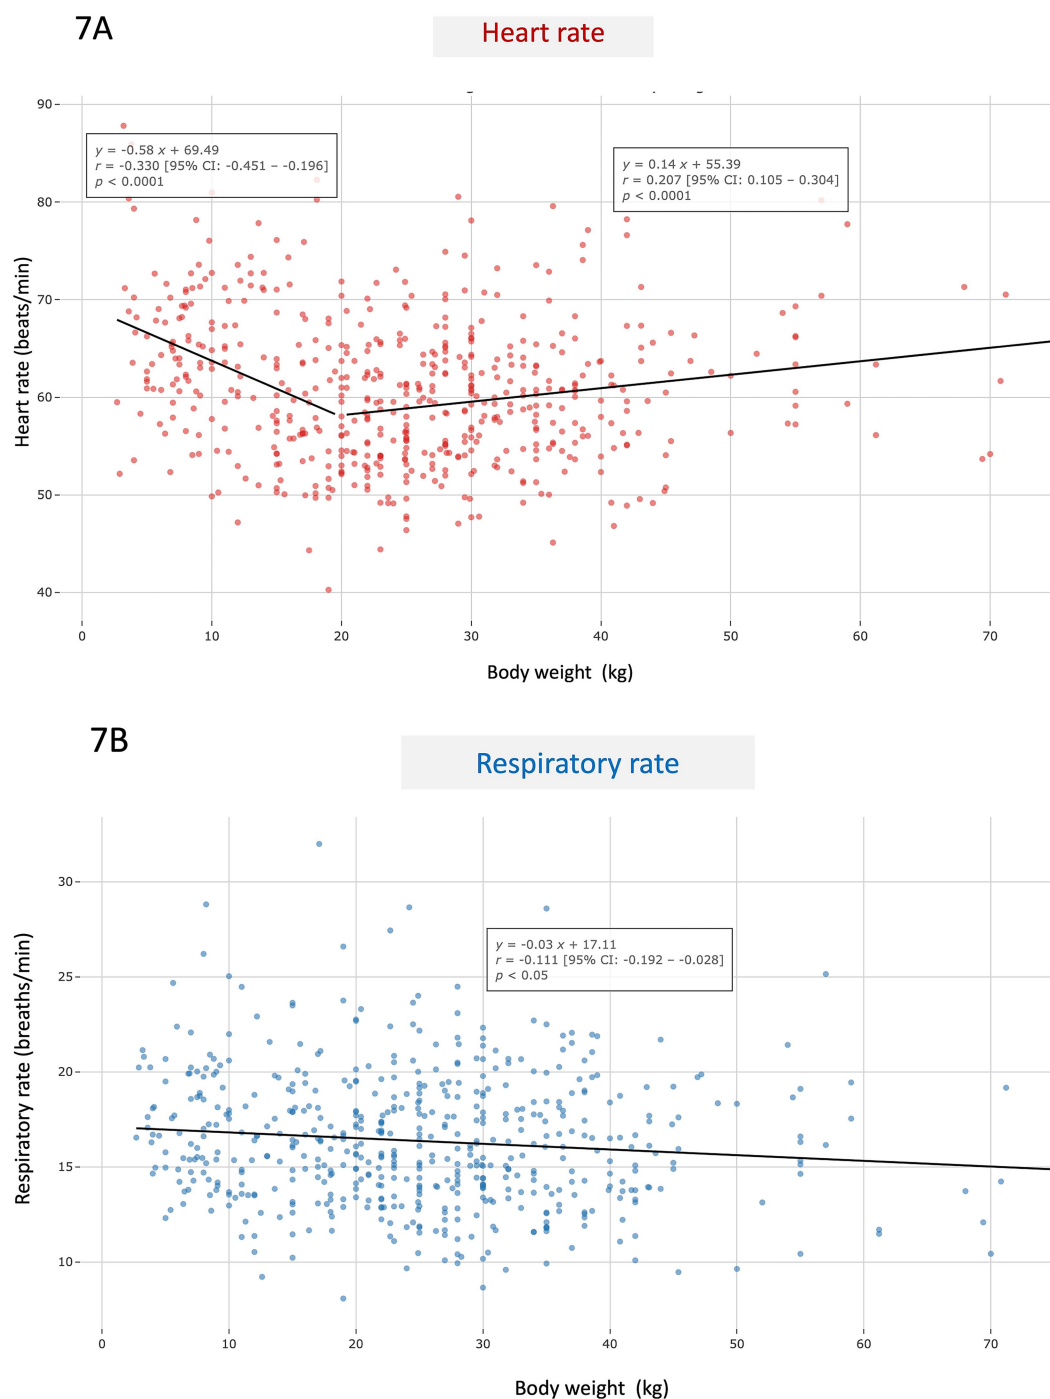 7A
Heart rate
90
80
70
60
50
40
Heart rate (beats/min)
y = -0.58 x + 69.49
r = -0.330 [95% CI: -0.451 – -0.196]
p < 0.0001
y = 0.14 x + 55.39
r = 0.207 [95% CI: 0.105 – 0.304]
p < 0.0001
0 10 20 30 40 50 60 70
Body weight (kg)
7B
Respiratory rate
30
25
20
15
10
Respiratory rate (breaths/min)
y = -0.03 x + 17.11
r = -0.111 [95% CI: -0.192 – -0.028]
p < 0.05
0 10 20 30 40 50 60 70
Body weight (kg)